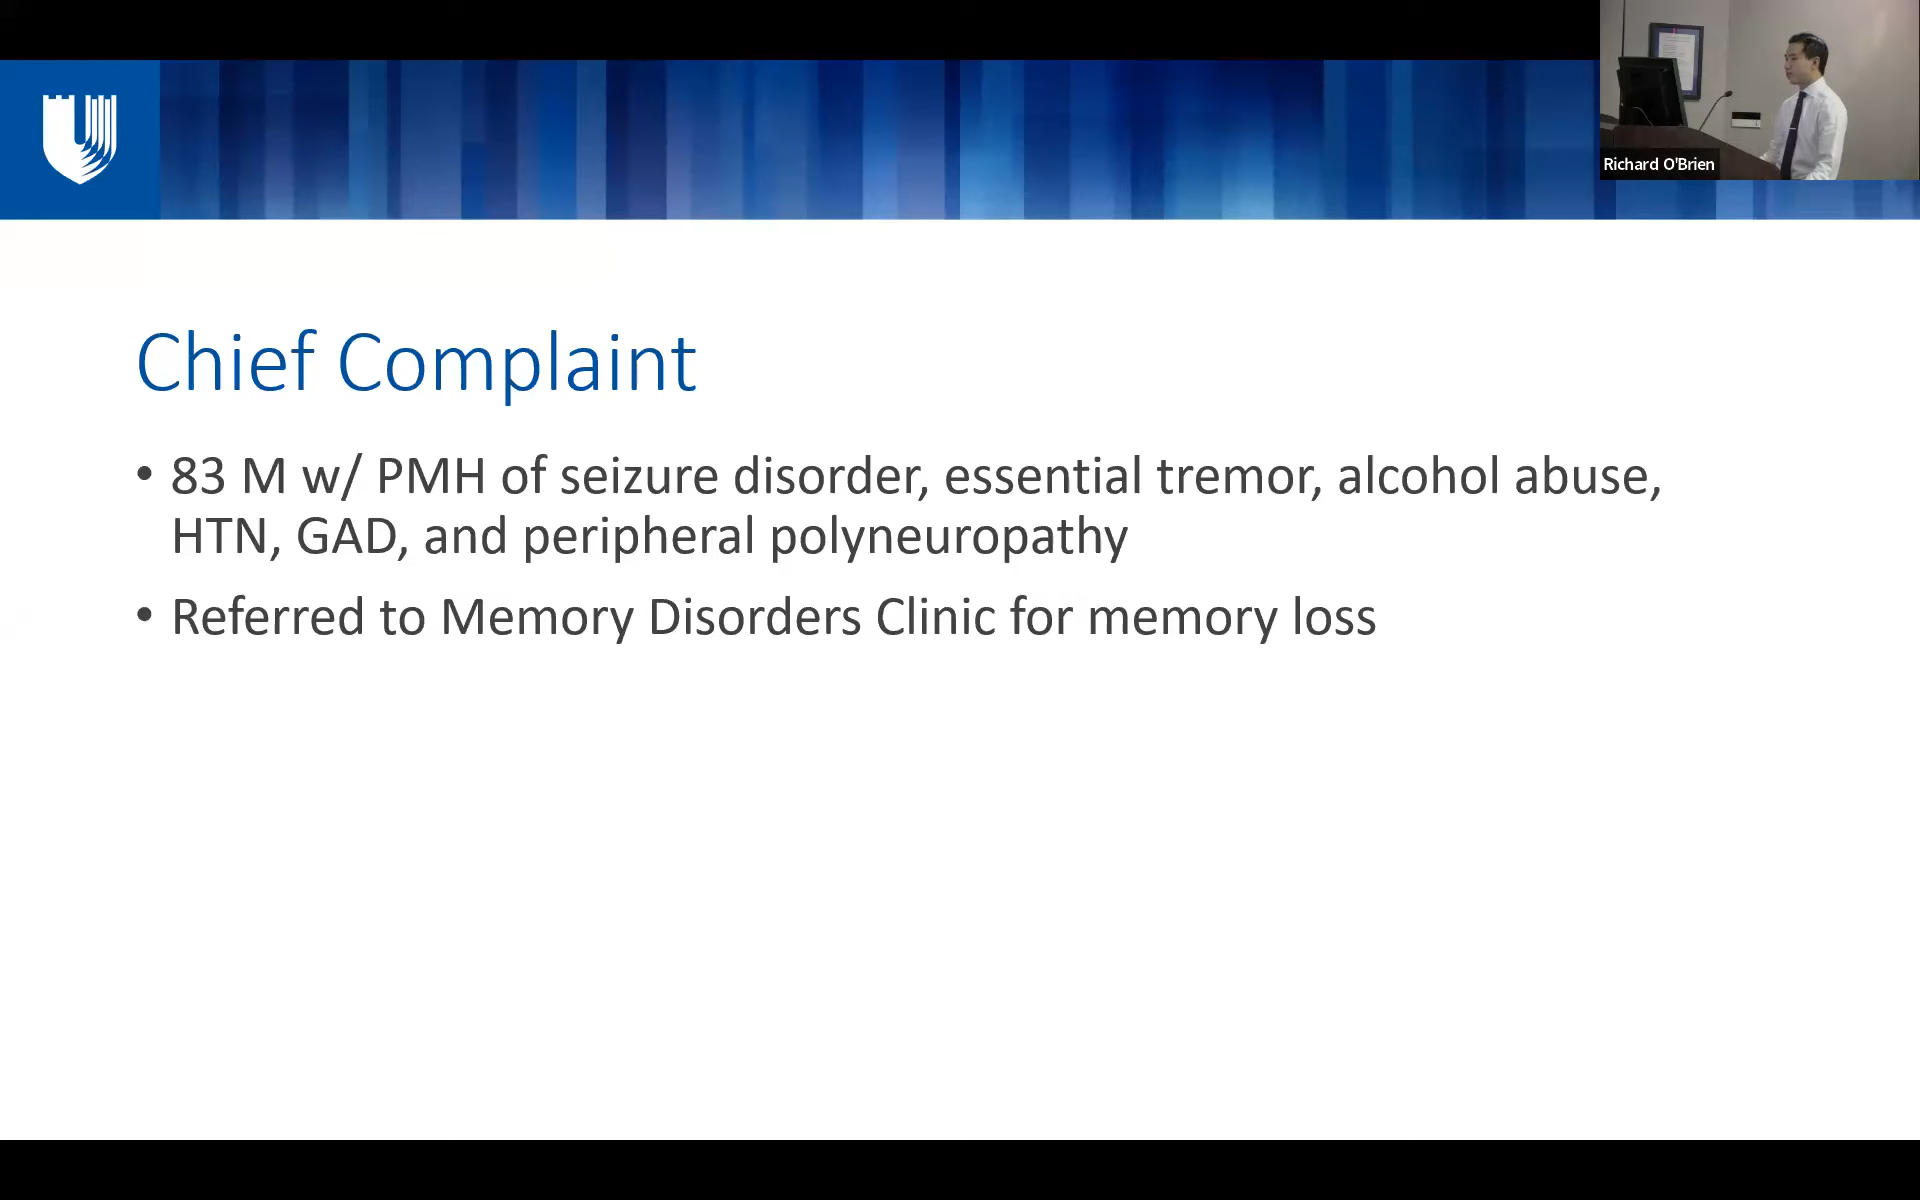 Richard O'Brien
Chief Complaint
• 83 M w/ PMH of seizure disorder, essential tremor, alcohol abuse,
HTN, GAD, and peripheral polyneuropathy
• Referred to Memory Disorders Clinic for memory loss